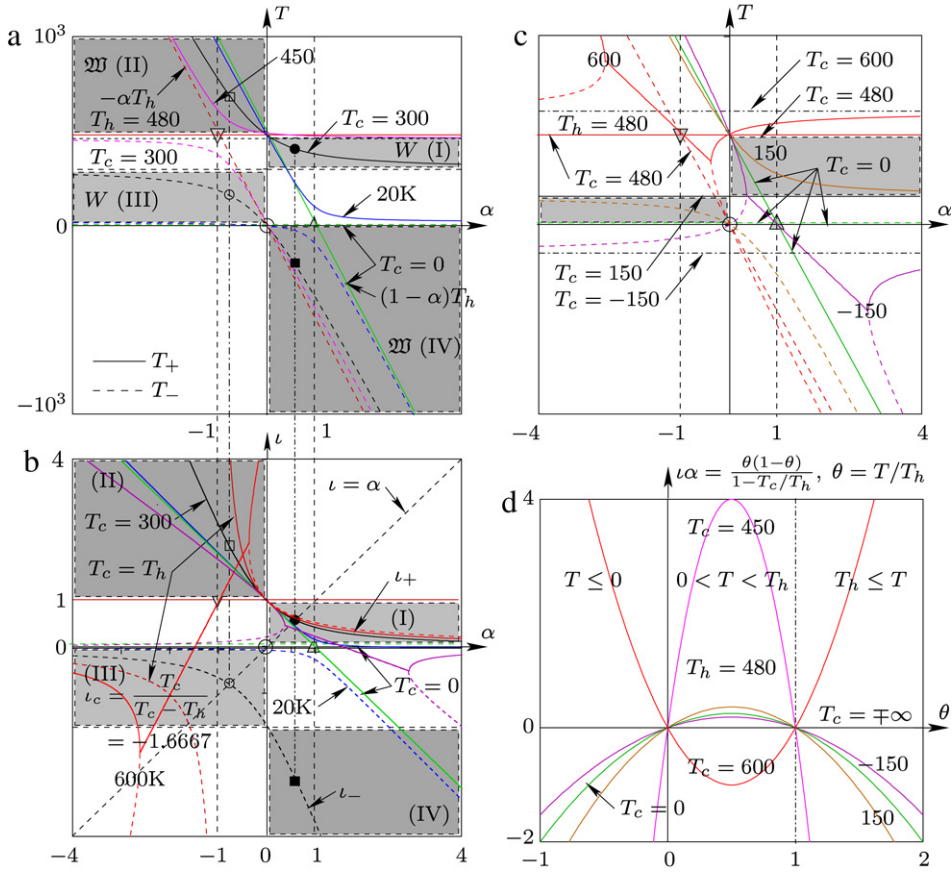 a
T
10³
𝔚 (II)
450
−αT_h
T_h = 480
T_c = 300
T_c = 300
W (I)
W (III)
20K
α
0
T_c = 0
(1 − α)T_h
𝔚 (IV)
T_+
T_−
−10³
−1
0
1
b
ι
4
(II)
ι = α
T_c = 300
T_c = T_h
ι_+
1
(I)
α
0
(III)
ι_c = T_c / (T_c − T_K)
T_c = 0
20K
= −1.6667
600K
ι_−
(IV)
−4
−1
0
1
4
c
T
600
T_c = 600
T_c = 480
T_h = 480
150
T_c = 0
T_c = 480
α
T_c = 150
T_c = −150
−150
−4
−1
0
1
4
d
ια = θ(1−θ) / (1−T_c/T_h), θ = T/T_h
4
T_c = 450
T ≤ 0
0 < T < T_h
T_h ≤ T
T_h = 480
T_c = ∓∞
0
θ
T_c = 600
−150
T_c = 0
150
−2
−1
0
1
2